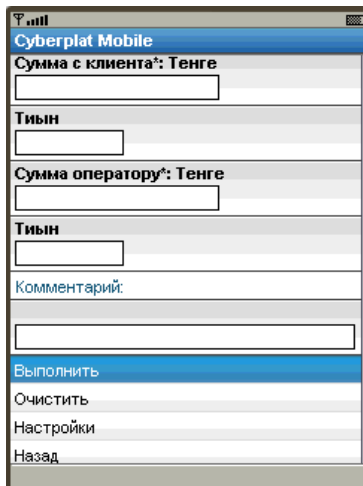 Cyberplat Mobile
Сумма с клиента*: Тенге
Тиын
Сумма оператору*: Тенге
Тиын
Комментарий:
Выполнить
Очистить
Настройки
Назад